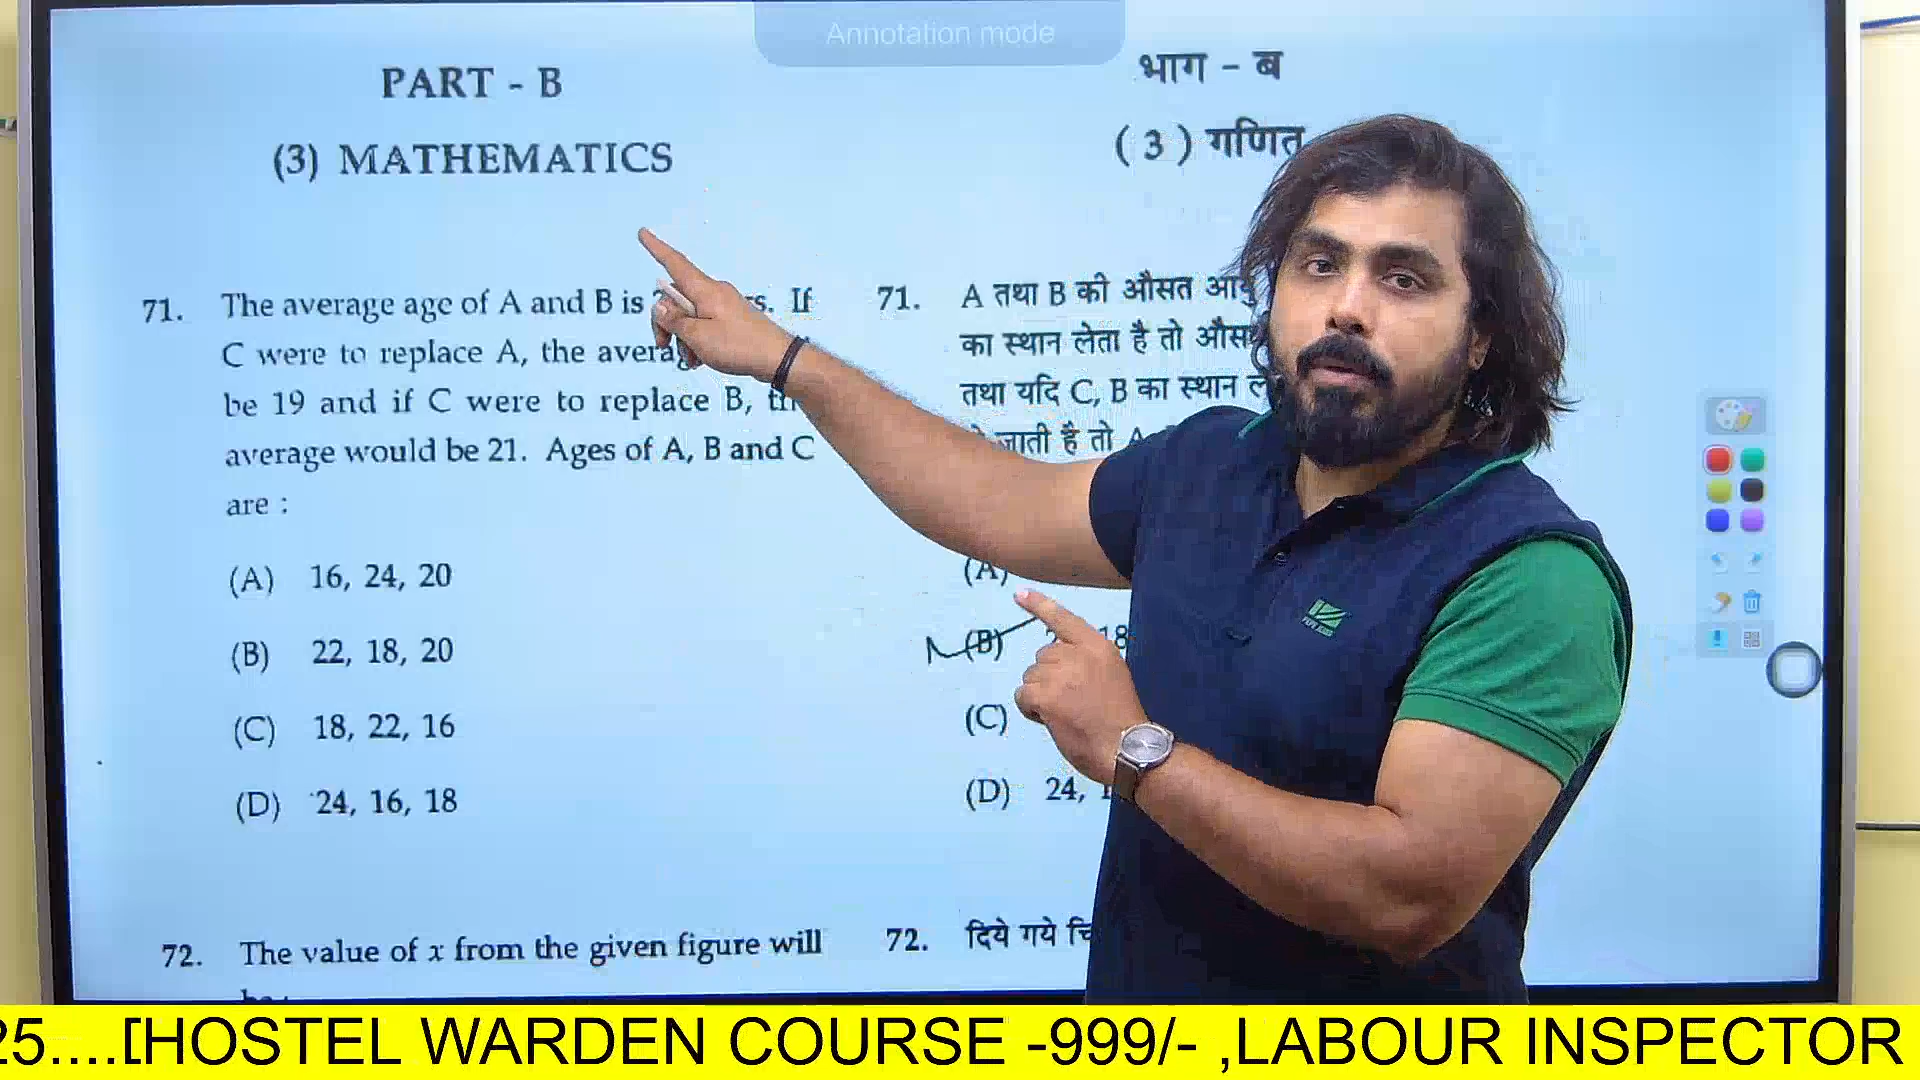 Annotation mode
PART - B
(3) MATHEMATICS
71. The average age of A and B is If
C were to replace A, the
be 19 and if C were to replace B,
average would be 21. Ages of A, B and C
are :
(A) 16, 24, 20
(B) 22, 18, 20
(C) 18, 22, 16
(D) 24, 16, 18
72. The value of x from the given figure will
भाग - ब
( 3 ) गणित
71. A तथा B की औसत
का स्थान लेता है तो
तथा यदि C, B का स्थान
जाती है तो A
(A)
(B) 18
(C)
(D) 24,
72. दिये गये
25....[HOSTEL WARDEN COURSE -999/- ,LABOUR INSPECTOR